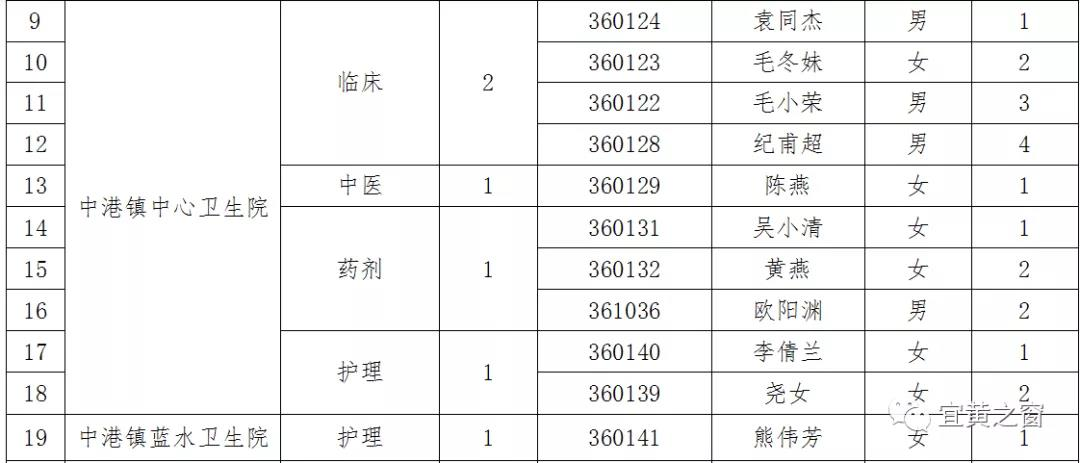 9 360124 袁同杰 男 1
10 360123 毛冬妹 女 2
临床 2
11 360122 毛小荣 男 3
12 360128 纪甫超 男 4
13 中医 1 360129 陈燕 女 1
中港镇中心卫生院
14 360131 吴小清 女 1
15 药剂 1 360132 黄燕 女 2
16 361036 欧阳渊 男 2
17 360140 李倩兰 女 1
护理 1
18 360139 尧女 女 2
宜黄之窗
19 中港镇蓝水卫生院 护理 1 360141 熊伟芳 女 1